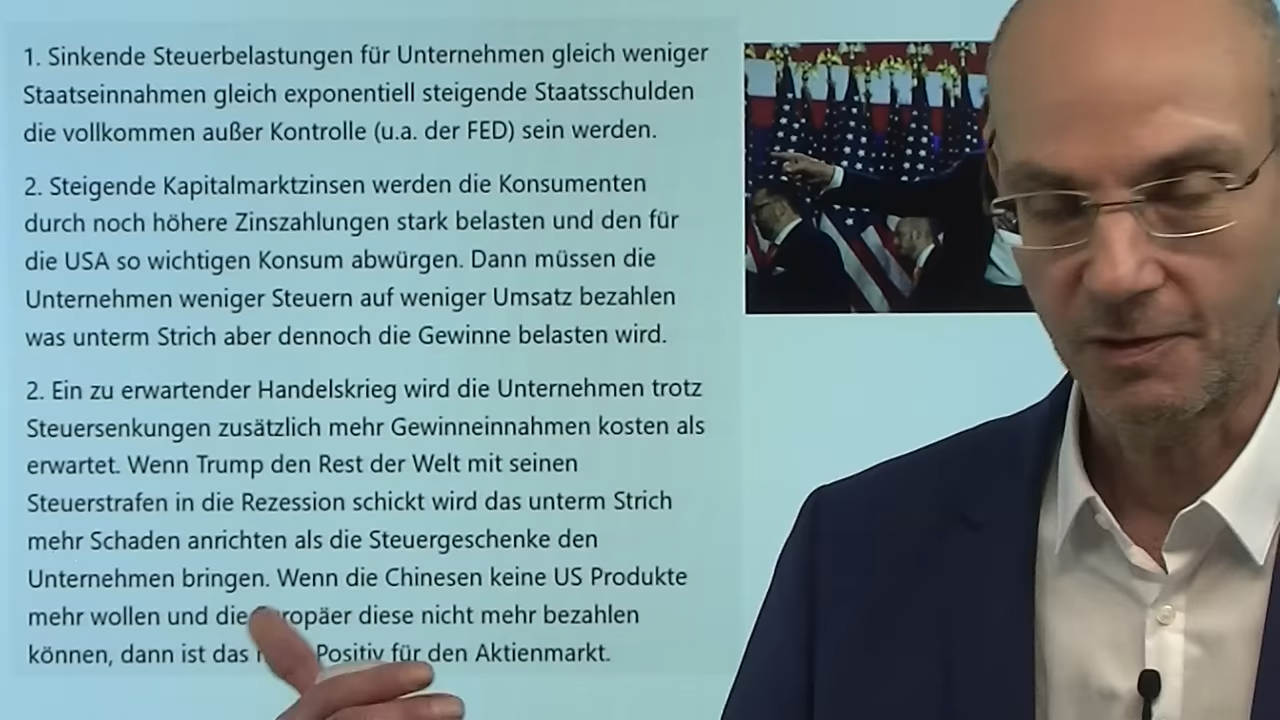 1. Sinkende Steuerbelastungen für Unternehmen gleich weniger
Staatseinnahmen gleich exponentiell steigende Staatsschulden
die vollkommen außer Kontrolle (u.a. der FED) sein werden.
2. Steigende Kapitalmarktzinsen werden die Konsumenten
durch noch höhere Zinszahlungen stark belasten und den für
die USA so wichtigen Konsum abwürgen. Dann müssen die
Unternehmen weniger Steuern auf weniger Umsatz bezahlen
was unterm Strich aber dennoch die Gewinne belasten wird.
2. Ein zu erwartender Handelskrieg wird die Unternehmen trotz
Steuersenkungen zusätzlich mehr Gewinneinnahmen kosten als
erwartet. Wenn Trump den Rest der Welt mit seinen
Steuerstrafen in die Rezession schickt wird das unterm Strich
mehr Schaden anrichten als die Steuergeschenke den
Unternehmen bringen. Wenn die Chinesen keine US Produkte
mehr wollen und die Europäer diese nicht mehr bezahlen
können, dann ist das Positiv für den Aktienmarkt.